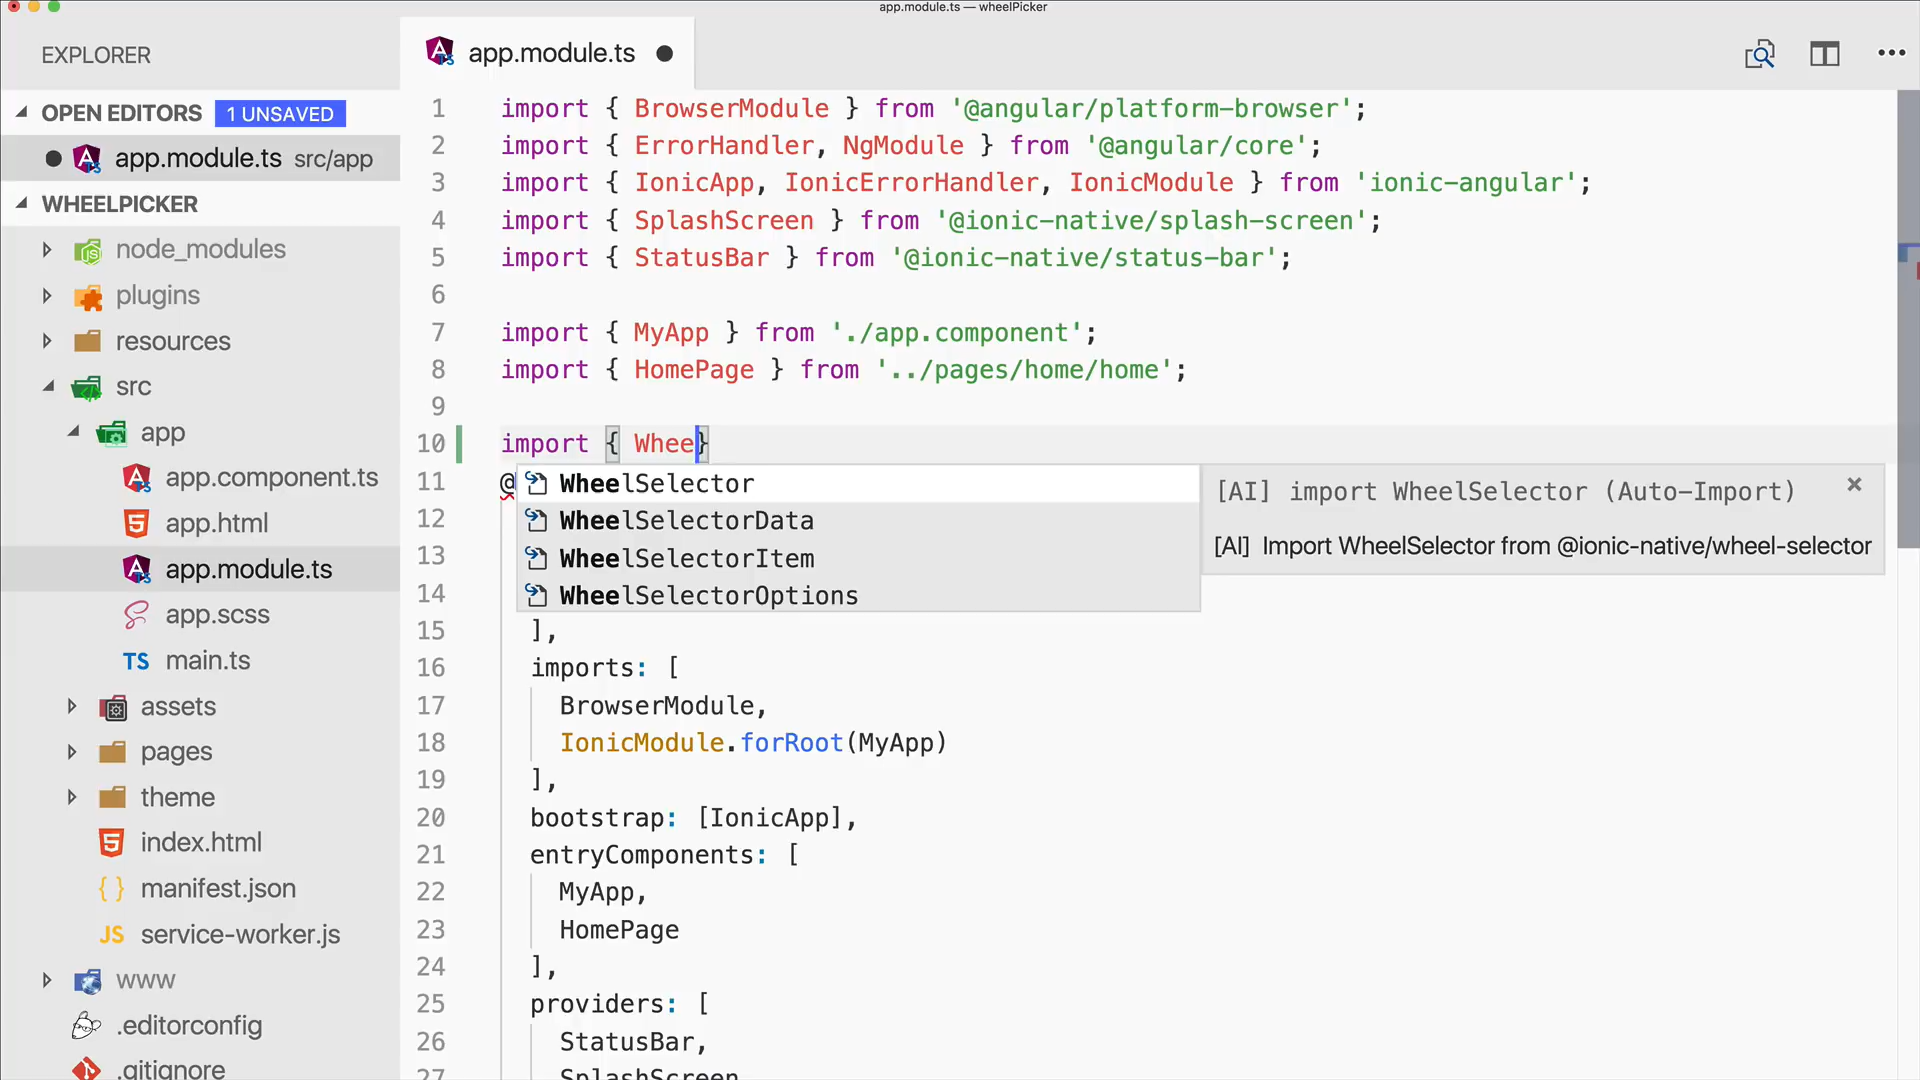 app.module.ts — wheelPicker
EXPLORER
OPEN EDITORS 1 UNSAVED
app.module.ts src/app
WHEELPICKER
node_modules
plugins
resources
src
app
app.component.ts
app.html
app.module.ts
app.scss
main.ts
assets
pages
theme
index.html
manifest.json
service-worker.js
www
.editorconfig
.gitignore
app.module.ts
1 import { BrowserModule } from '@angular/platform-browser';
2 import { ErrorHandler, NgModule } from '@angular/core';
3 import { IonicApp, IonicErrorHandler, IonicModule } from 'ionic-angular';
4 import { SplashScreen } from '@ionic-native/splash-screen';
5 import { StatusBar } from '@ionic-native/status-bar';
6
7 import { MyApp } from './app.component';
8 import { HomePage } from '../pages/home/home';
9
10 import { Whee}
11 @
WheelSelector
12 WheelSelectorData
13 WheelSelectorItem
14 WheelSelectorOptions
[AI] import WheelSelector (Auto-Import)
[AI] Import WheelSelector from @ionic-native/wheel-selector
15 ],
16 imports: [
17 BrowserModule,
18 IonicModule.forRoot(MyApp)
19 ],
20 bootstrap: [IonicApp],
21 entryComponents: [
22 MyApp,
23 HomePage
24 ],
25 providers: [
26 StatusBar,
27 SplashScreen